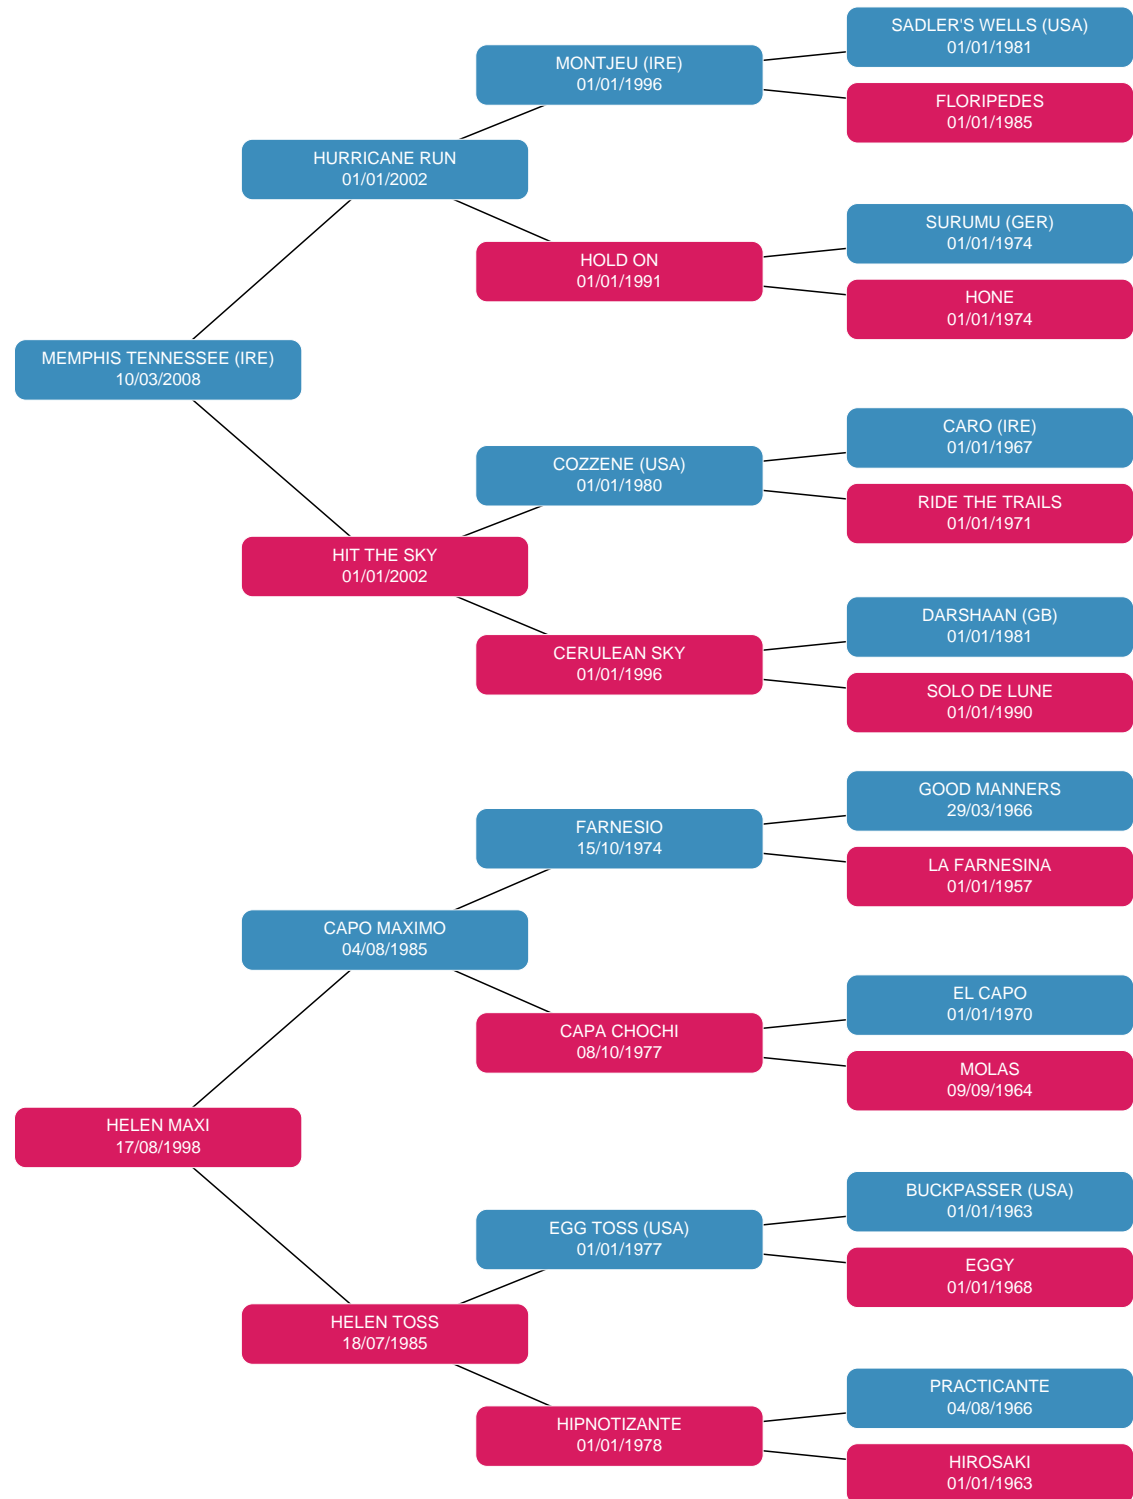 SADLER'S WELLS (USA)
01/01/1981
MONTJEU (IRE)
01/01/1996
FLORIPEDES
01/01/1985
HURRICANE RUN
01/01/2002
SURUMU (GER)
01/01/1974
HOLD ON
01/01/1991
HONE
01/01/1974
MEMPHIS TENNESSEE (IRE)
10/03/2008
CARO (IRE)
01/01/1967
COZZENE (USA)
01/01/1980
RIDE THE TRAILS
01/01/1971
HIT THE SKY
01/01/2002
DARSHAAN (GB)
01/01/1981
CERULEAN SKY
01/01/1996
SOLO DE LUNE
01/01/1990
GOOD MANNERS
29/03/1966
FARNESIO
15/10/1974
LA FARNESINA
01/01/1957
CAPO MAXIMO
04/08/1985
EL CAPO
01/01/1970
CAPA CHOCHI
08/10/1977
MOLAS
09/09/1964
HELEN MAXI
17/08/1998
BUCKPASSER (USA)
01/01/1963
EGG TOSS (USA)
01/01/1977
EGGY
01/01/1968
HELEN TOSS
18/07/1985
PRACTICANTE
04/08/1966
HIPNOTIZANTE
01/01/1978
HIROSAKI
01/01/1963